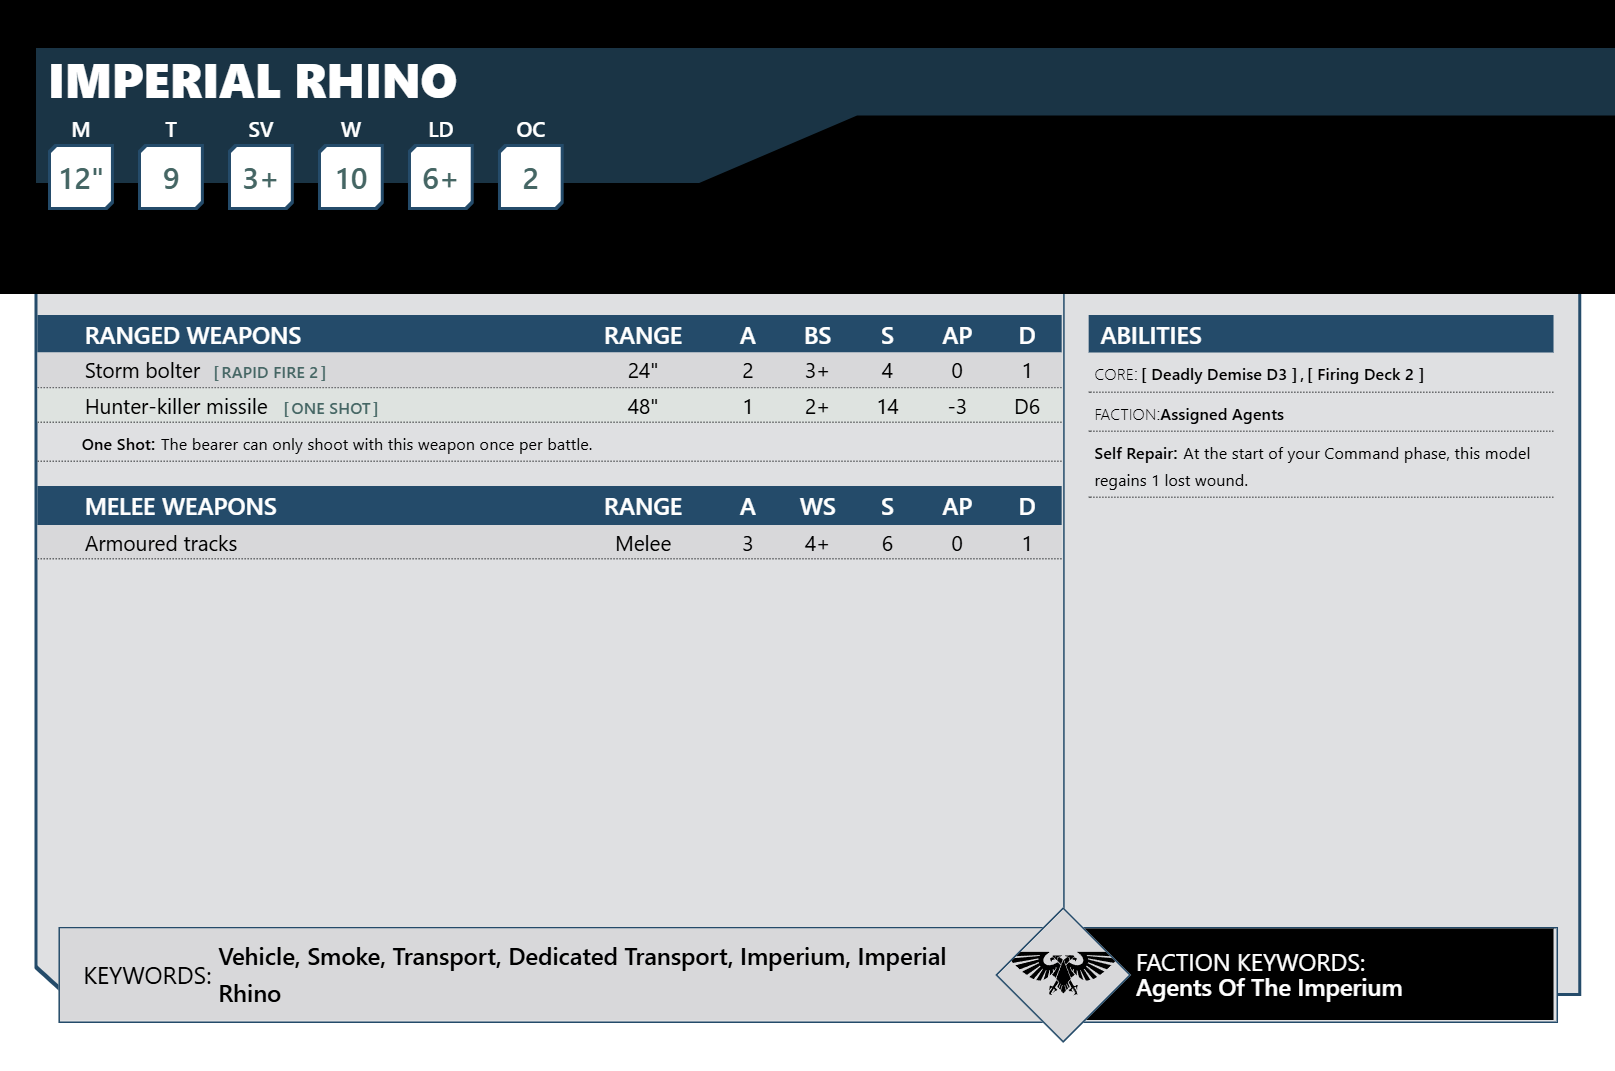 IMPERIAL RHINO
M T SV W LD OC
12" 9 3+ 10 6+ 2
RANGED WEAPONS RANGE A BS S AP D
Storm bolter [RAPID FIRE 2] 24" 2 3+ 4 0 1
Hunter-killer missile [ONE SHOT] 48" 1 2+ 14 -3 D6
One Shot: The bearer can only shoot with this weapon once per battle.
MELEE WEAPONS RANGE A WS S AP D
Armoured tracks Melee 3 4+ 6 0 1
ABILITIES
CORE: [ Deadly Demise D3 ] , [ Firing Deck 2 ]
FACTION:Assigned Agents
Self Repair: At the start of your Command phase, this model
regains 1 lost wound.
KEYWORDS: Vehicle, Smoke, Transport, Dedicated Transport, Imperium, Imperial
Rhino
FACTION KEYWORDS:
Agents Of The Imperium